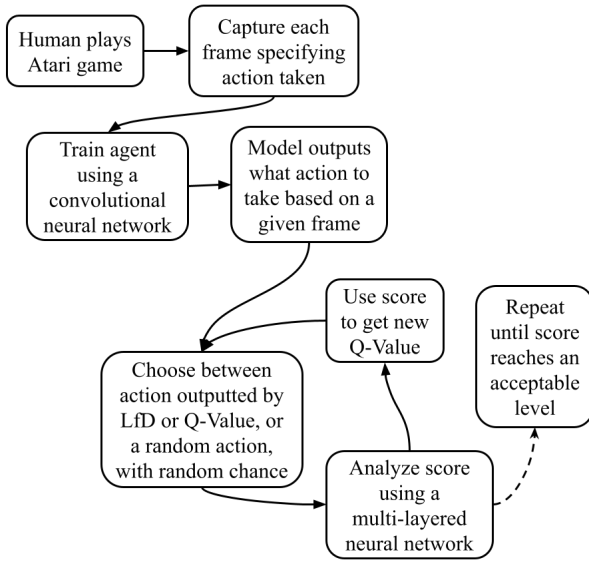 Human plays
Atari game
Capture each
frame specifying
action taken
Train agent
using a
convolutional
neural network
Model outputs
what action to
take based on a
given frame
Use score
to get new
Q-Value
Repeat
until score
reaches an
acceptable
level
Choose between
action outputted by
LfD or Q-Value, or
a random action,
with random chance
Analyze score
using a
multi-layered
neural network